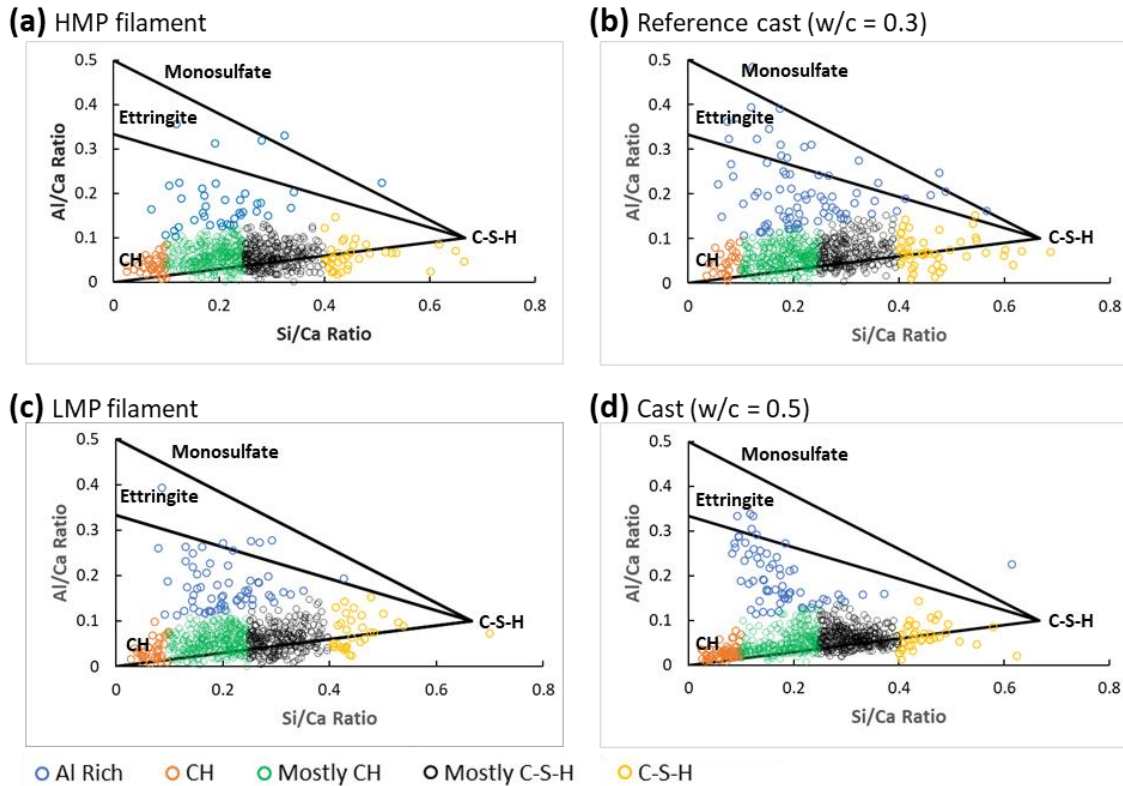 (a) HMP filament
0.5
0.4
0.3
0.2
0.1
0
Al/Ca Ratio
Monosulfate
Ettringite
CH
C-S-H
0 0.2 0.4 0.6 0.8
Si/Ca Ratio
(b) Reference cast (w/c = 0.3)
0.5
0.4
0.3
0.2
0.1
0
Al/Ca Ratio
Monosulfate
Ettringite
CH
C-S-H
0 0.2 0.4 0.6 0.8
Si/Ca Ratio
(c) LMP filament
0.5
0.4
0.3
0.2
0.1
0
Al/Ca Ratio
Monosulfate
Ettringite
CH
C-S-H
0 0.2 0.4 0.6 0.8
Si/Ca Ratio
(d) Cast (w/c = 0.5)
0.5
0.4
0.3
0.2
0.1
0
Al/Ca Ratio
Monosulfate
Ettringite
CH
C-S-H
0 0.2 0.4 0.6 0.8
Si/Ca Ratio
Al Rich CH Mostly CH Mostly C-S-H C-S-H